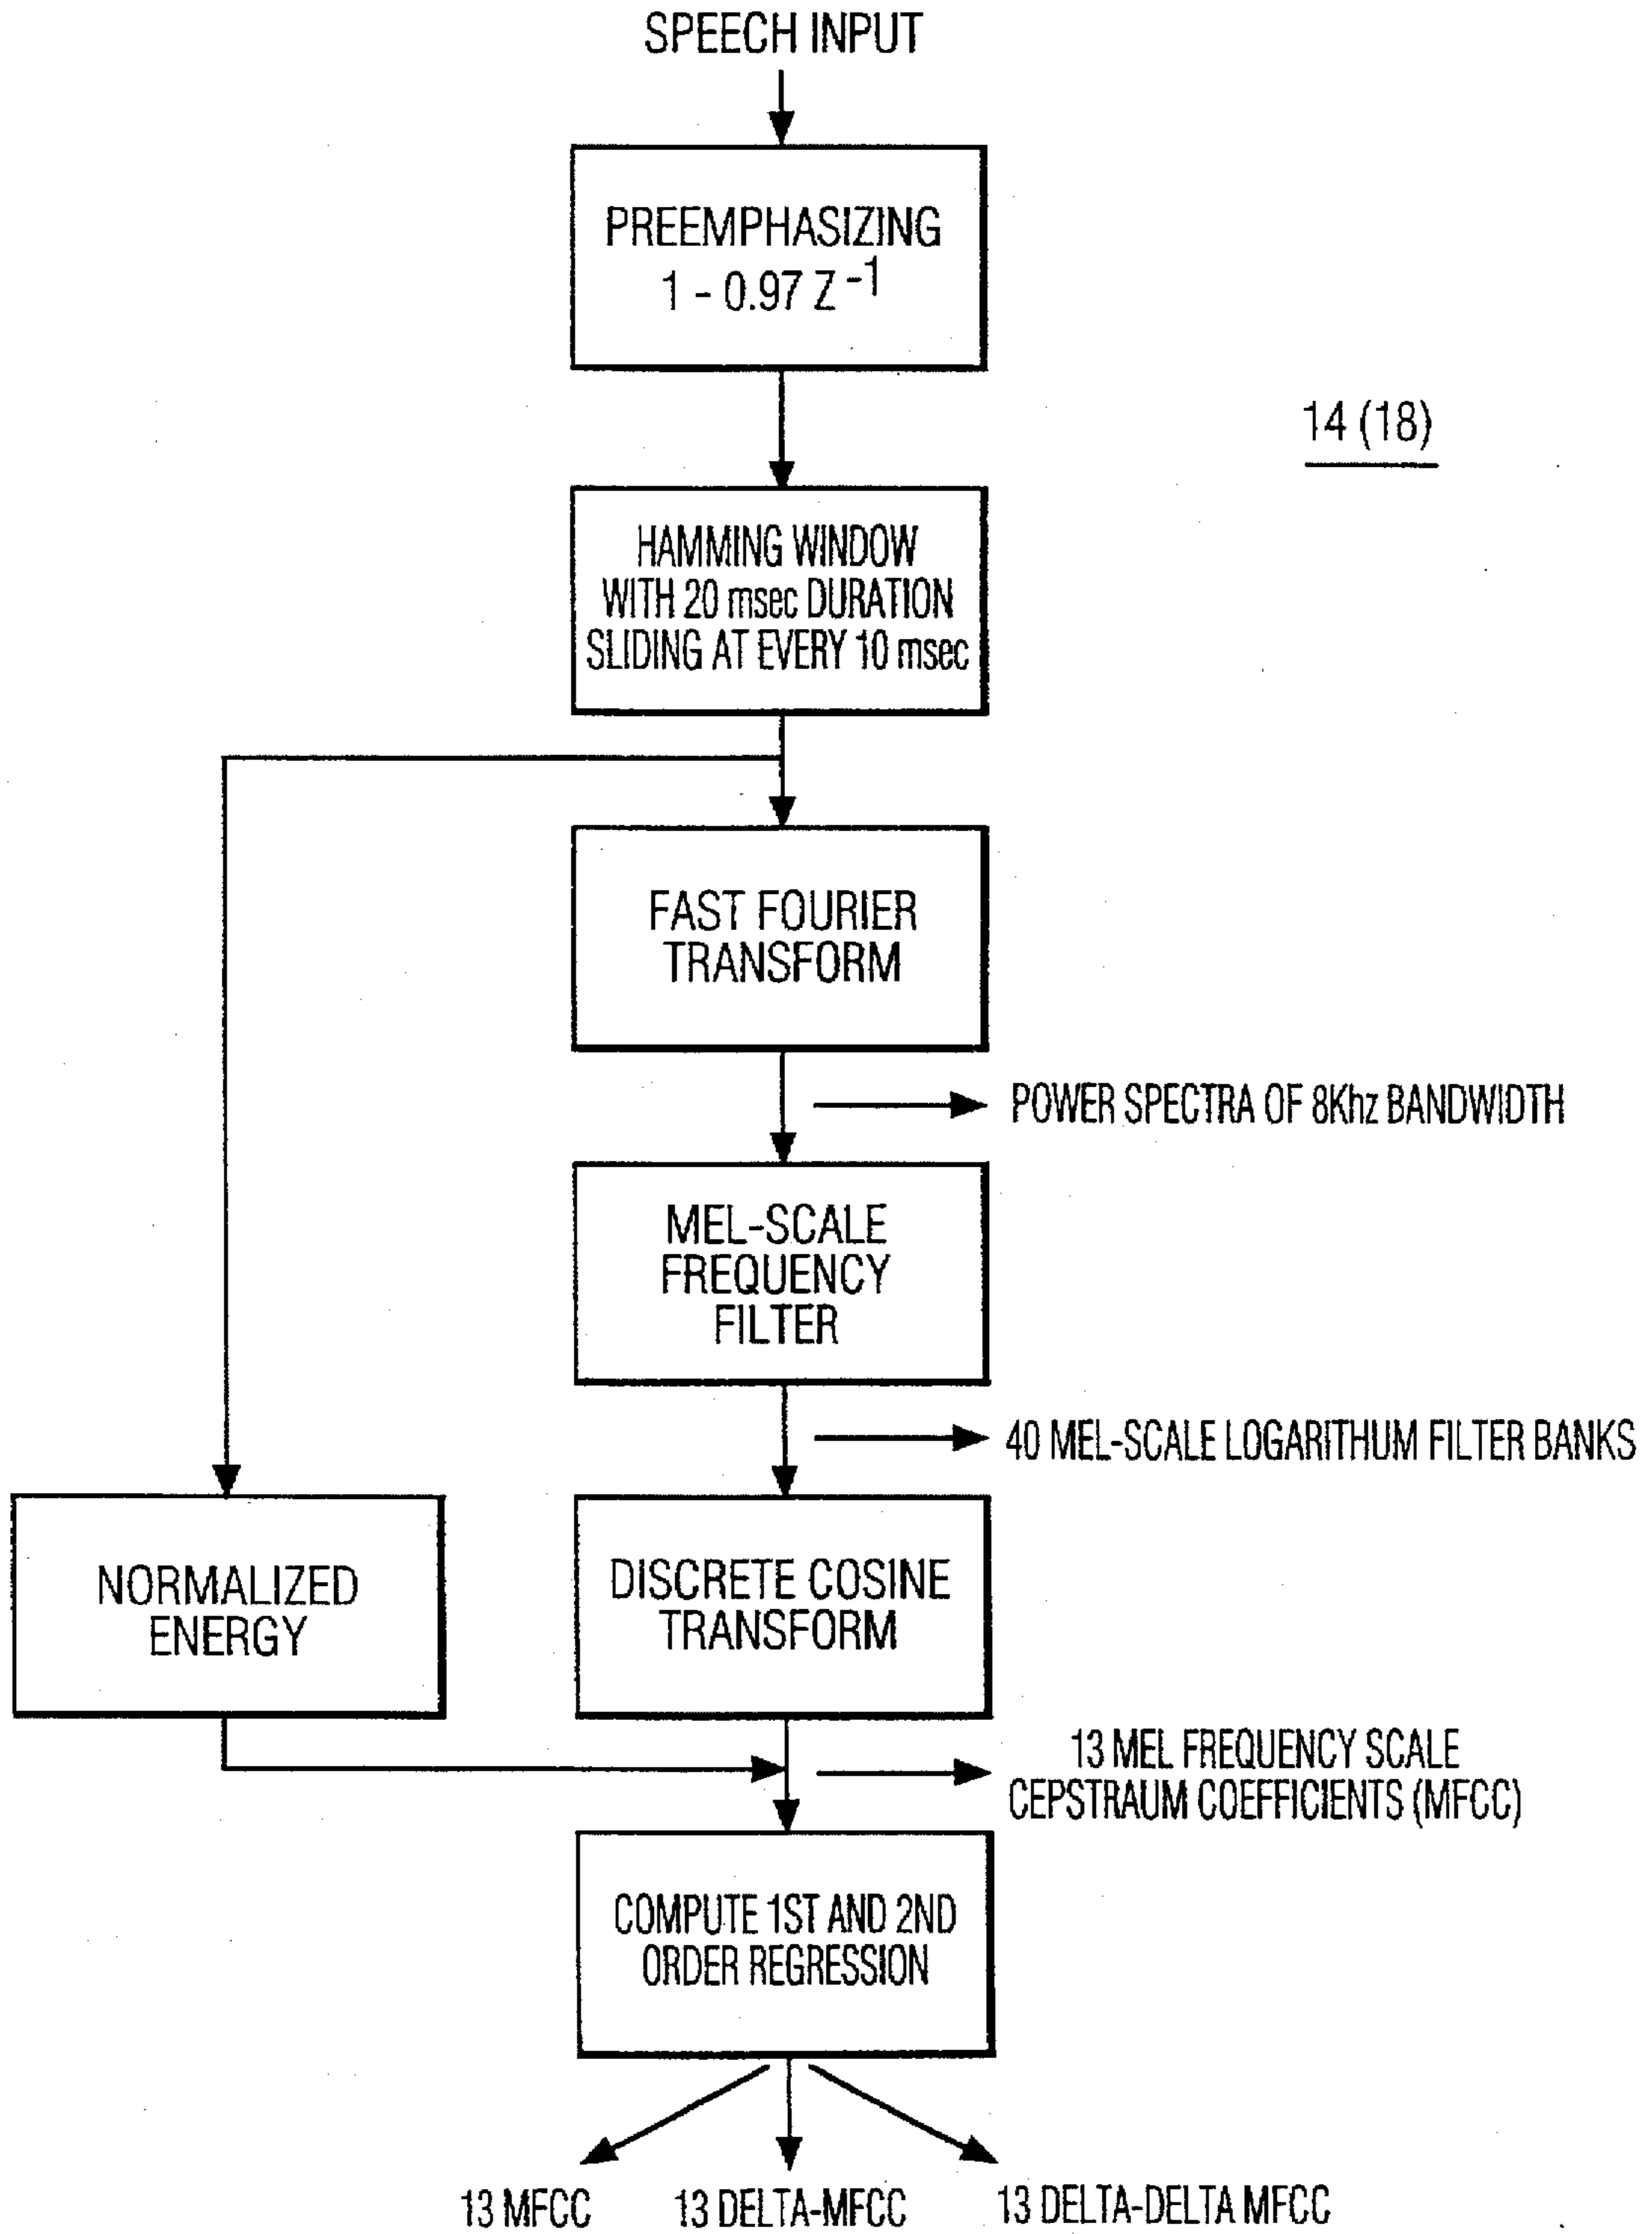 SPEECH INPUT
PREEMPHASIZING
1 - 0.97 Z⁻¹
14 (18)
HAMMING WINDOW
WITH 20 msec DURATION
SLIDING AT EVERY 10 msec
FAST FOURIER
TRANSFORM
POWER SPECTRA OF 8Khz BANDWIDTH
MEL-SCALE
FREQUENCY
FILTER
40 MEL-SCALE LOGARITHUM FILTER BANKS
NORMALIZED
ENERGY
DISCRETE COSINE
TRANSFORM
13 MEL FREQUENCY SCALE
CEPSTRAUM COEFFICIENTS (MFCC)
COMPUTE 1ST AND 2ND
ORDER REGRESSION
13 MFCC
13 DELTA-MFCC
13 DELTA-DELTA MFCC